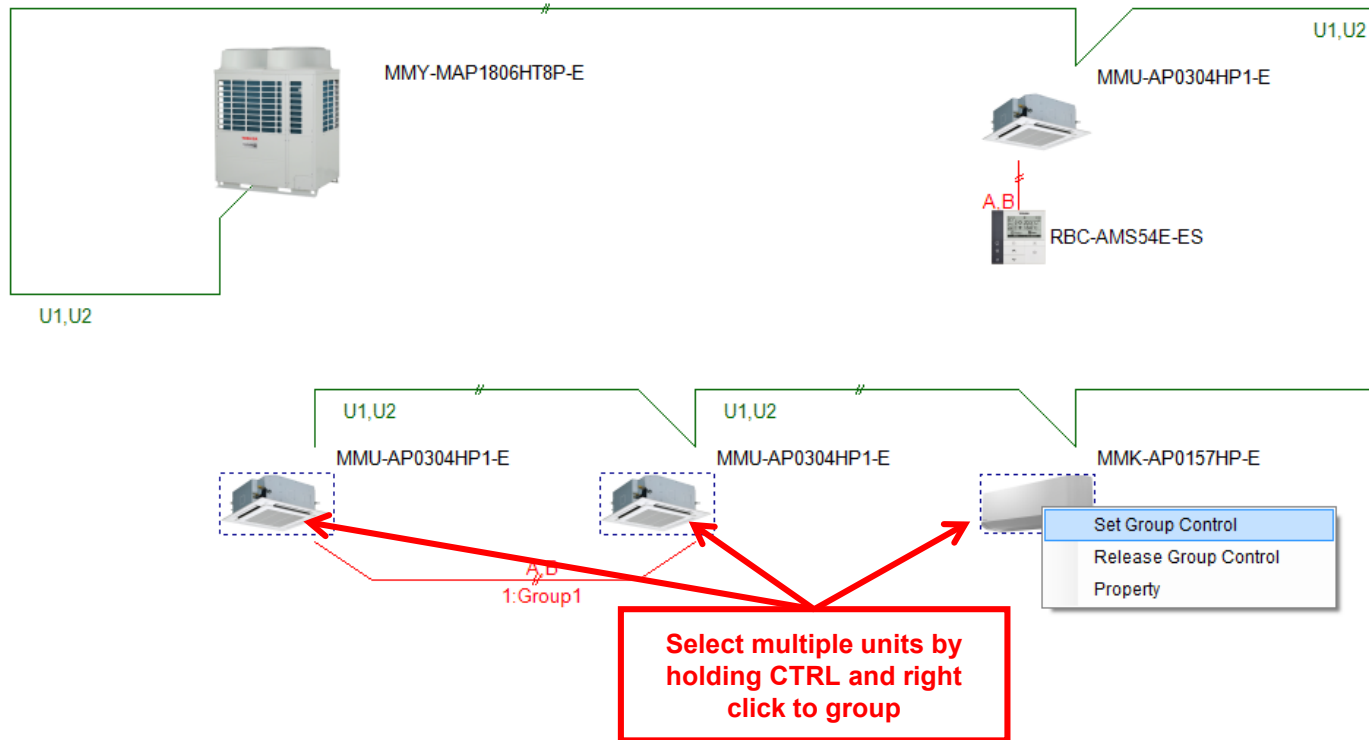 U1,U2
MMY-MAP1806HT8P-E
MMU-AP0304HP1-E
A,B
RBC-AMS54E-ES
U1,U2
U1,U2
U1,U2
MMU-AP0304HP1-E
MMU-AP0304HP1-E
MMK-AP0157HP-E
Set Group Control
Release Group Control
Property
A,B
1:Group1
Select multiple units by
holding CTRL and right
click to group